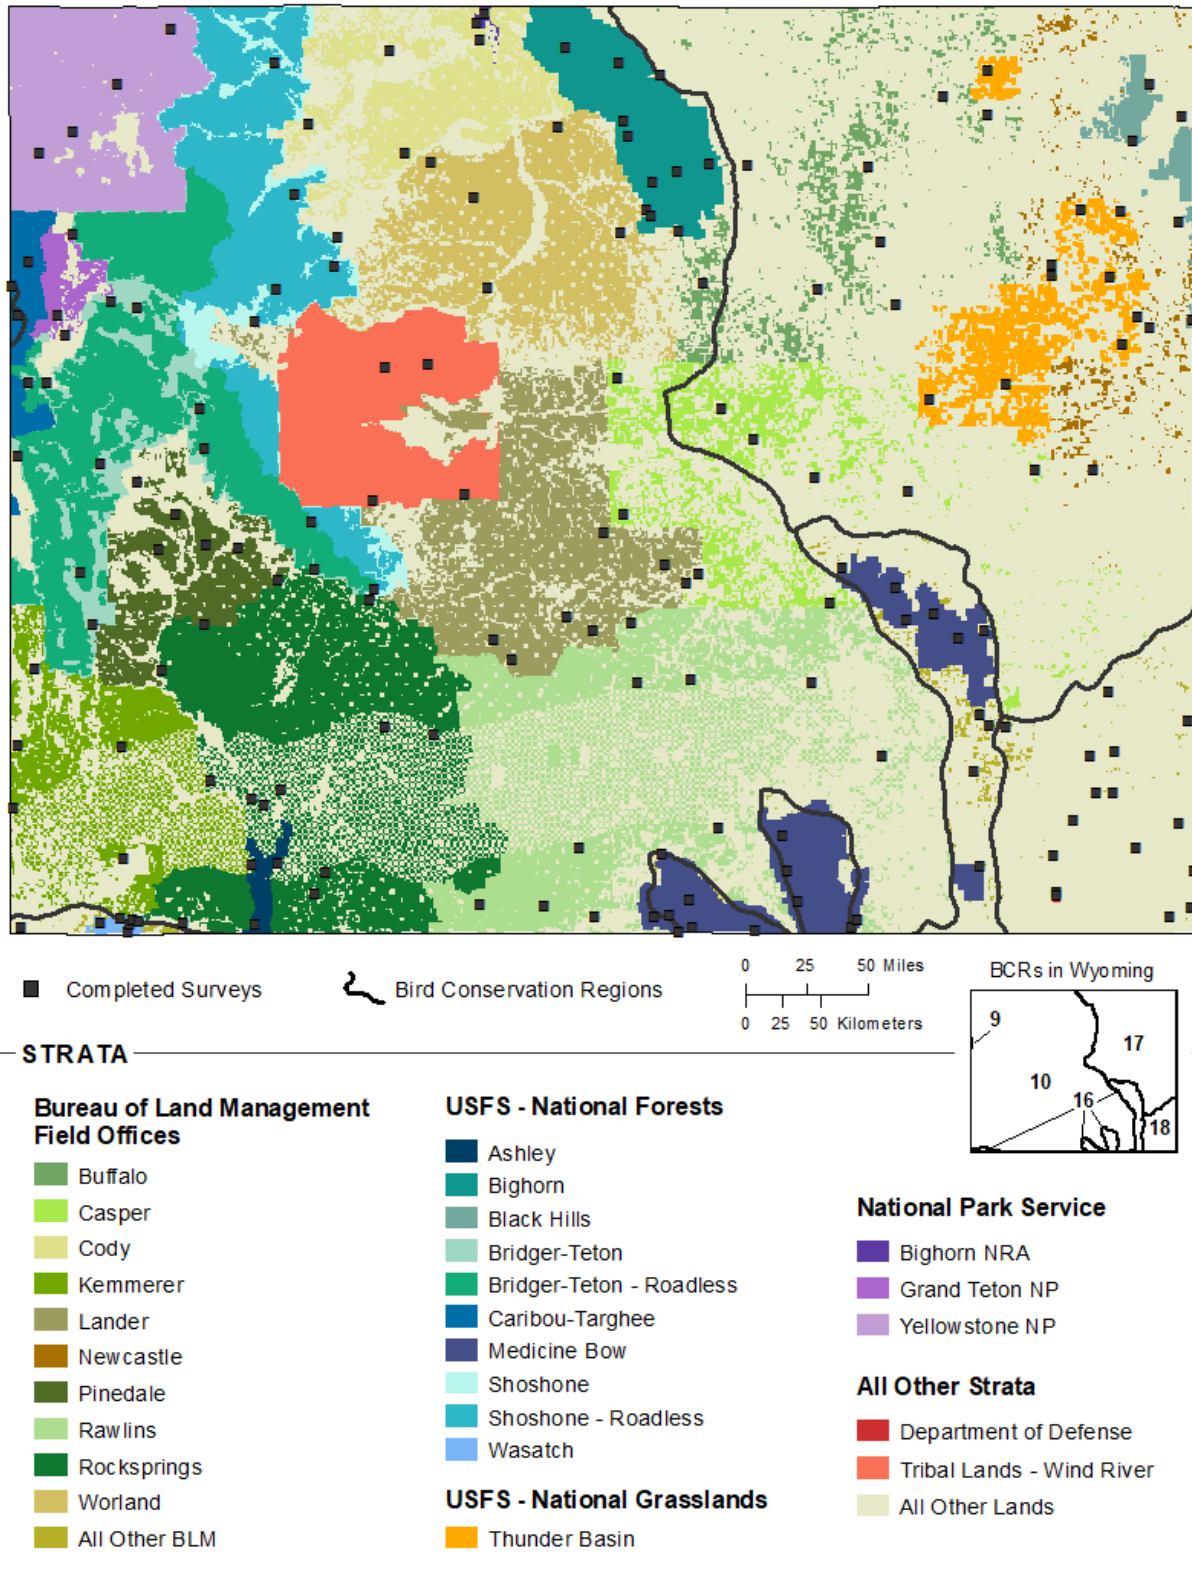 Completed Surveys
Bird Conservation Regions
0 25 50 Miles
0 25 50 Kilometers
BCRs in Wyoming
9
17
10
16
18
STRATA
Bureau of Land Management
Field Offices
Buffalo
Casper
Cody
Kemmerer
Lander
Newcastle
Pinedale
Rawlins
Rocksprings
Worland
All Other BLM
USFS - National Forests
Ashley
Bighorn
Black Hills
Bridger-Teton
Bridger-Teton - Roadless
Caribou-Targhee
Medicine Bow
Shoshone
Shoshone - Roadless
Wasatch
USFS - National Grasslands
Thunder Basin
National Park Service
Bighorn NRA
Grand Teton NP
Yellowstone NP
All Other Strata
Department of Defense
Tribal Lands - Wind River
All Other Lands